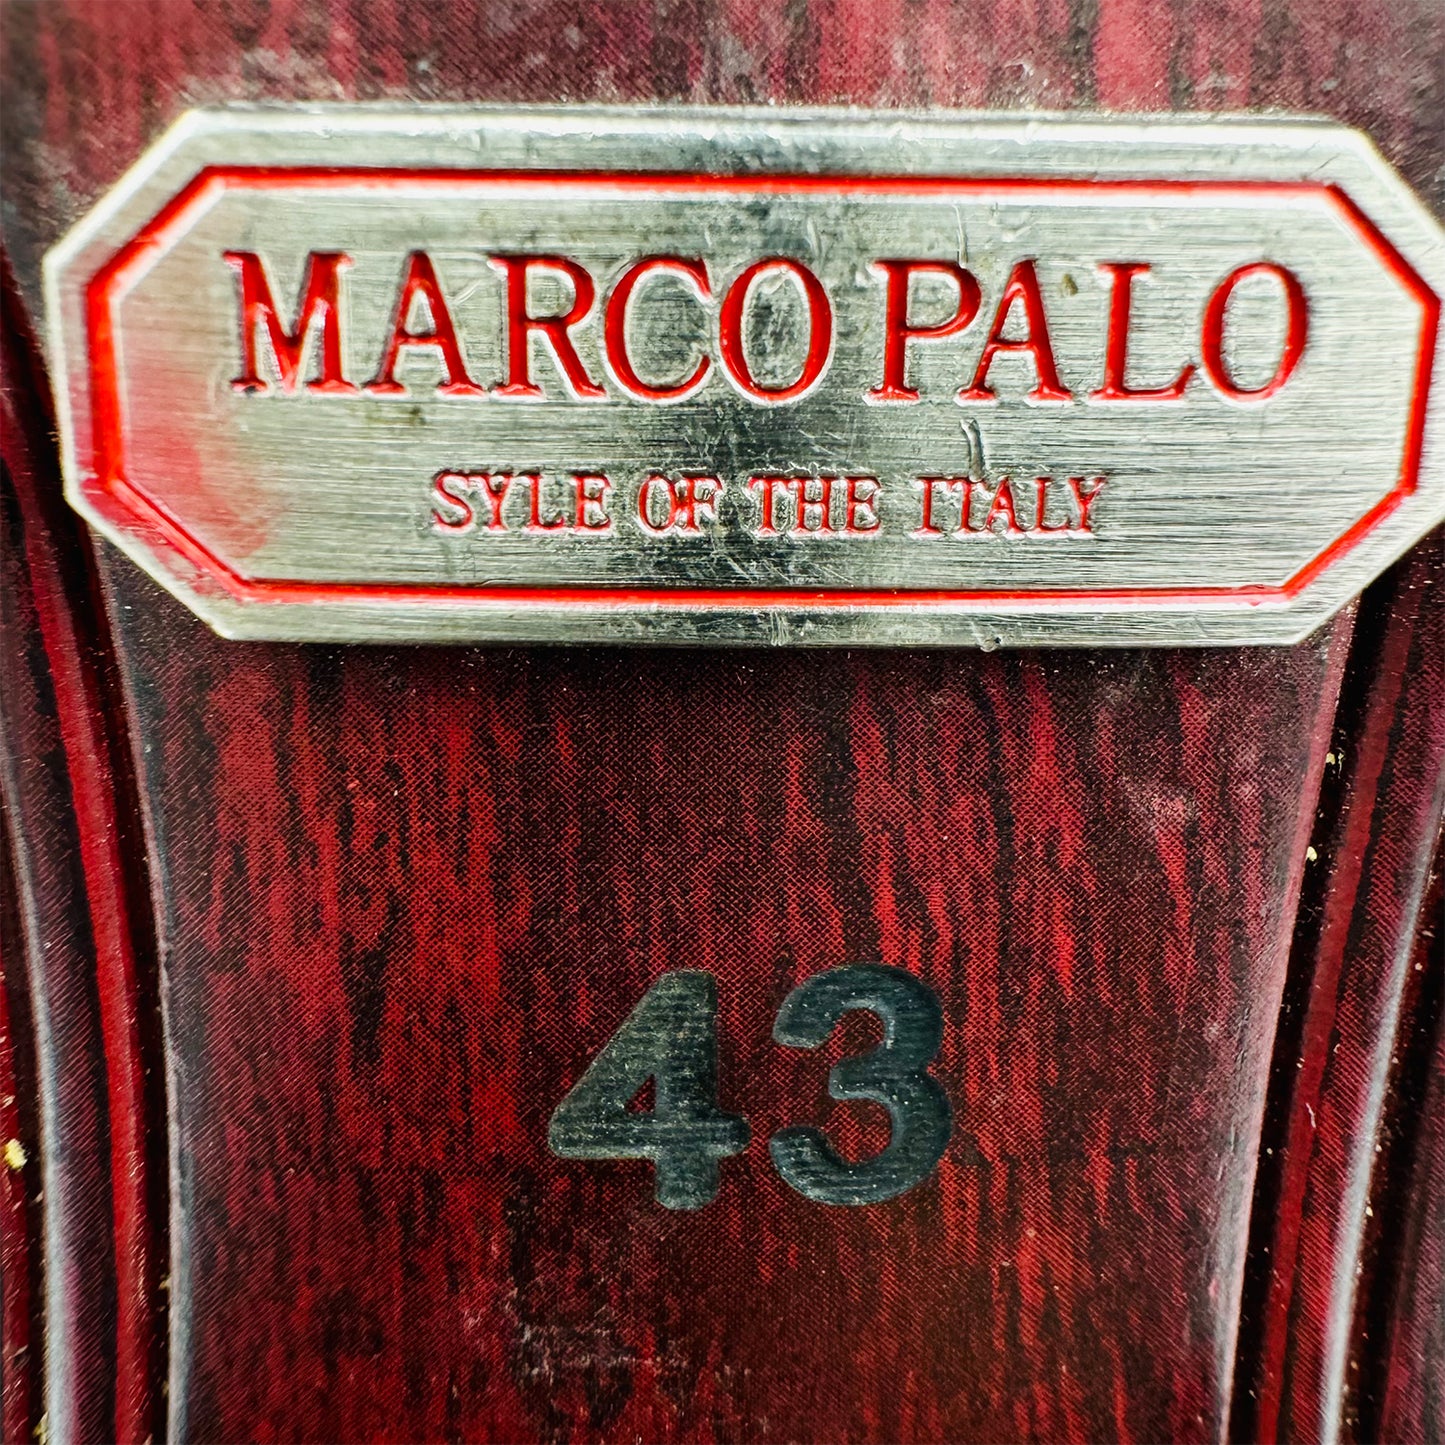 MARCO PALO
SYLE OF THE ITALY
43